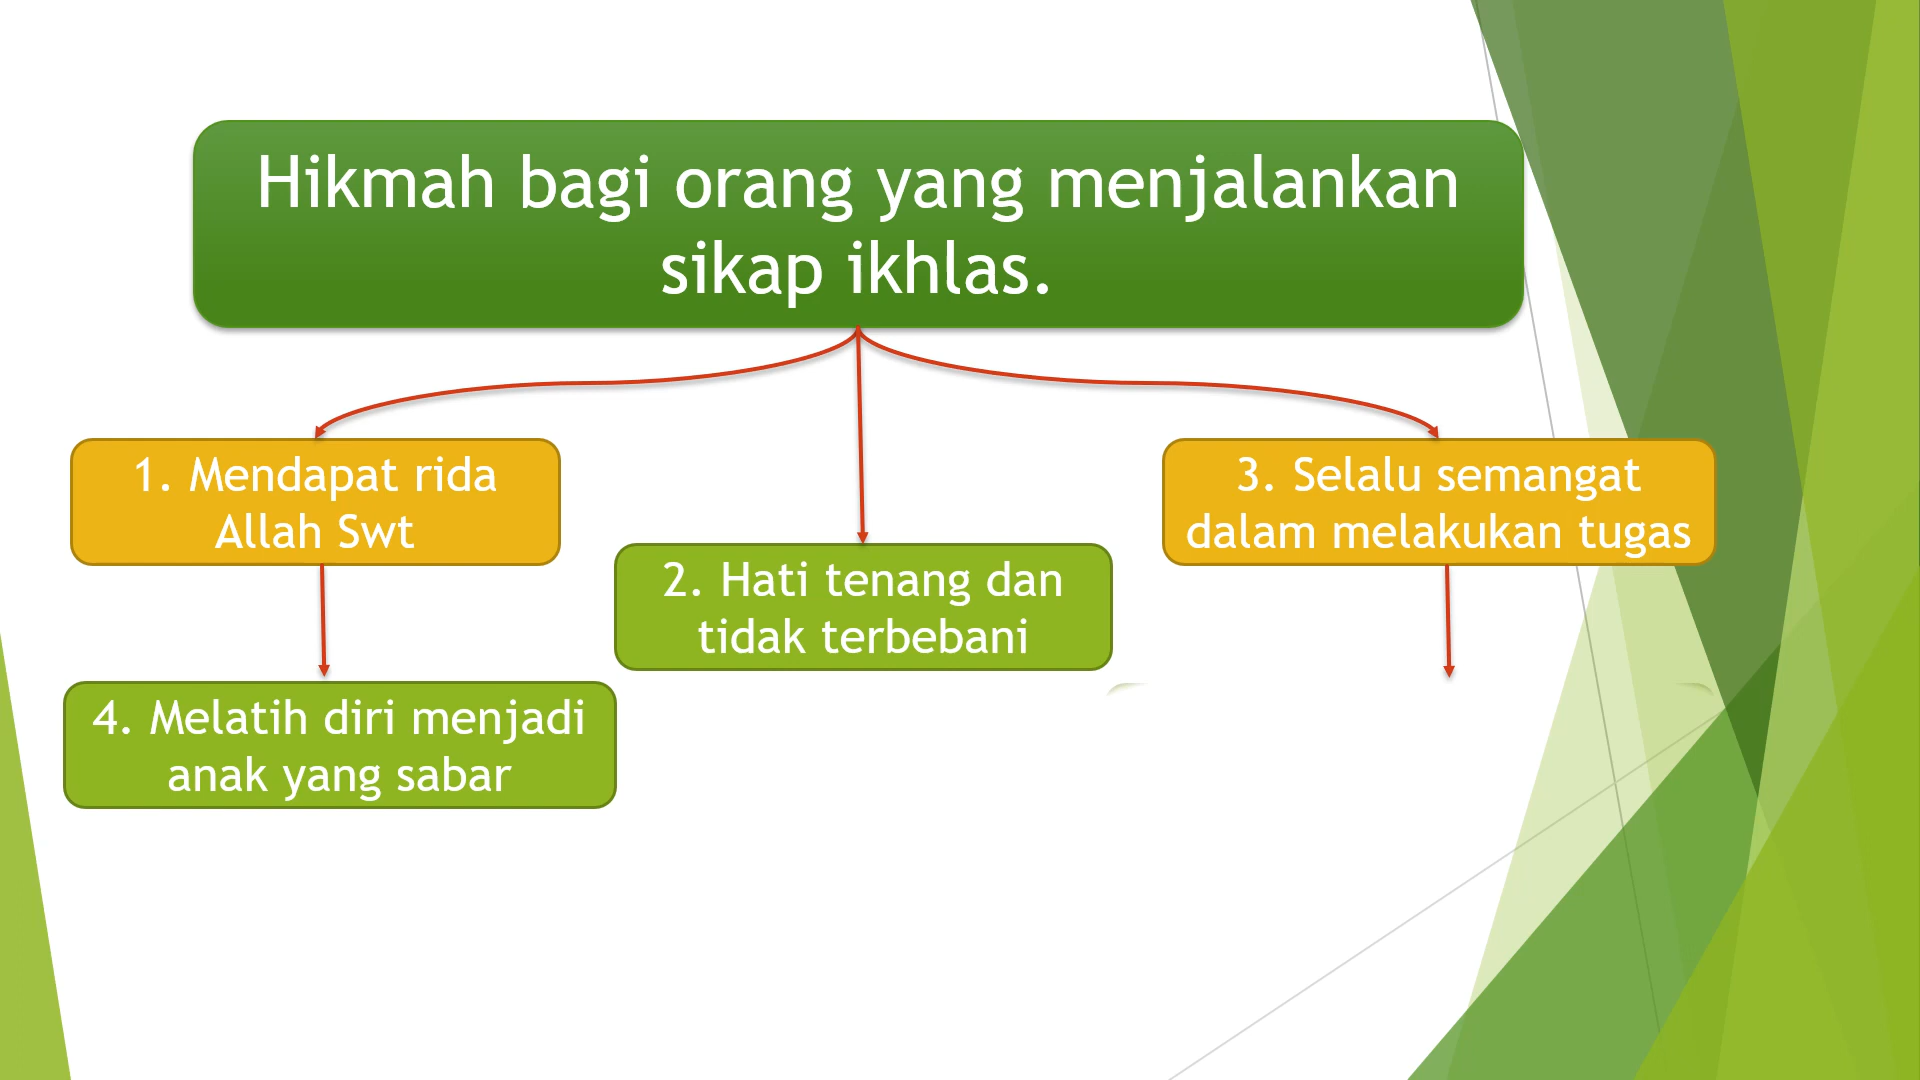 Hikmah bagi orang yang menjalankan
sikap ikhlas.
1. Mendapat rida
Allah Swt
2. Hati tenang dan
tidak terbebani
3. Selalu semangat
dalam melakukan tugas
4. Melatih diri menjadi
anak yang sabar